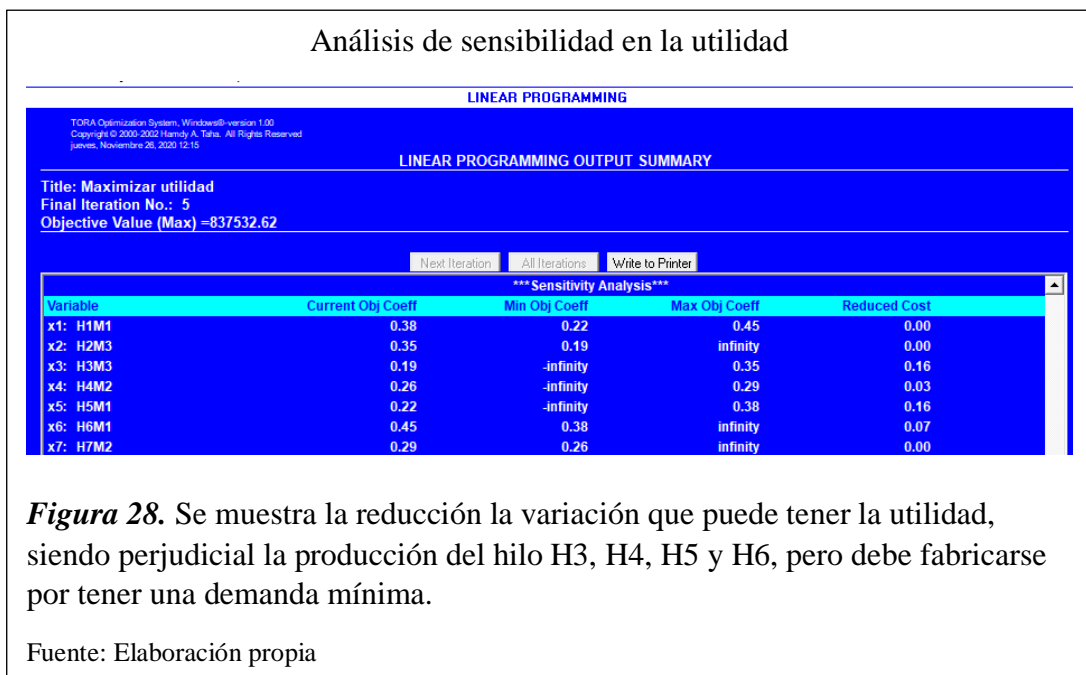 Análisis de sensibilidad en la utilidad
LINEAR PROGRAMMING
TORA Optimization System, Windows®-version 1.00
Copyright © 2000-2002 Hamdy A. Taha. All Rights Reserved
jueves, Noviembre 26, 2020 12:15
LINEAR PROGRAMMING OUTPUT SUMMARY
Title: Maximizar utilidad
Final Iteration No.: 5
Objective Value (Max) =837532.62
Next Iteration All Iterations Write to Printer
***Sensitivity Analysis***
Variable Current Obj Coeff Min Obj Coeff Max Obj Coeff Reduced Cost
x1: H1M1 0.38 0.22 0.45 0.00
x2: H2M3 0.35 0.19 infinity 0.00
x3: H3M3 0.19 -infinity 0.35 0.16
x4: H4M2 0.26 -infinity 0.29 0.03
x5: H5M1 0.22 -infinity 0.38 0.16
x6: H6M1 0.45 0.38 infinity 0.07
x7: H7M2 0.29 0.26 infinity 0.00
Figura 28. Se muestra la reducción la variación que puede tener la utilidad,
siendo perjudicial la producción del hilo H3, H4, H5 y H6, pero debe fabricarse
por tener una demanda mínima.
Fuente: Elaboración propia